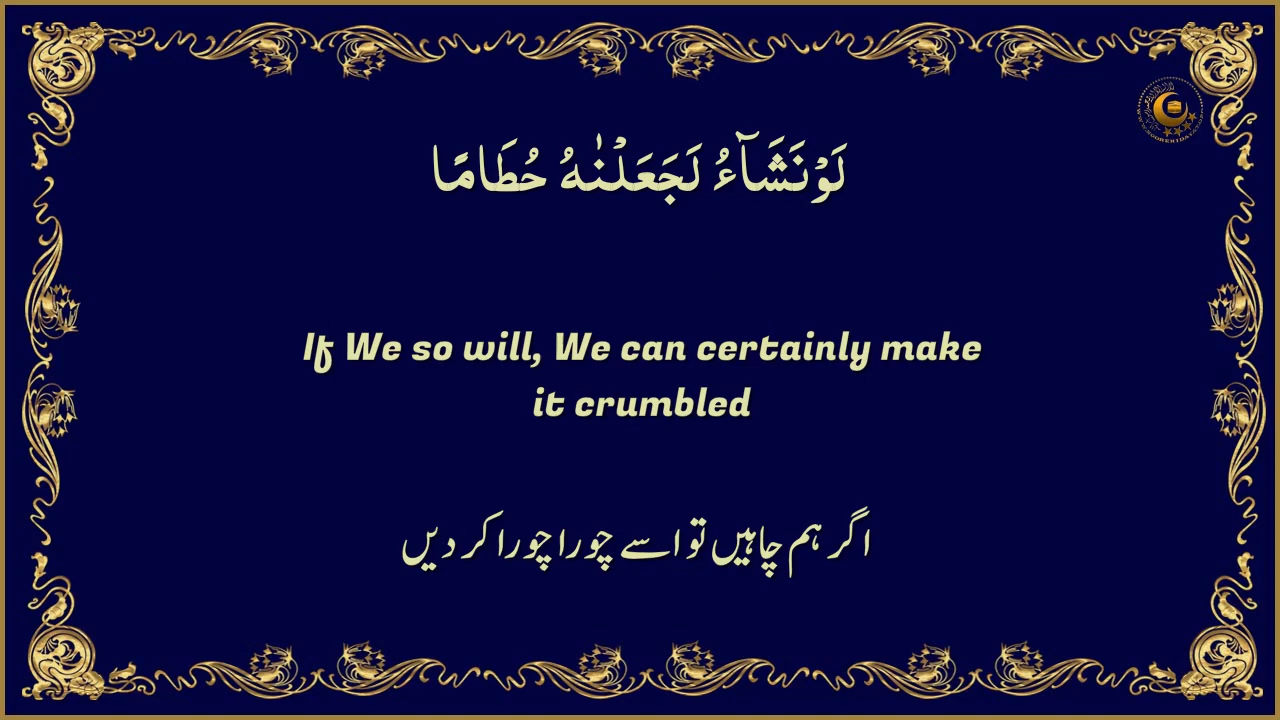 لَوْ نَشَآءُ لَجَعَلْنٰهُ حُطَامًا
If We so will, We can certainly make
it crumbled
اگر ہم چاہیں تو اسے چورا چورا کر دیں